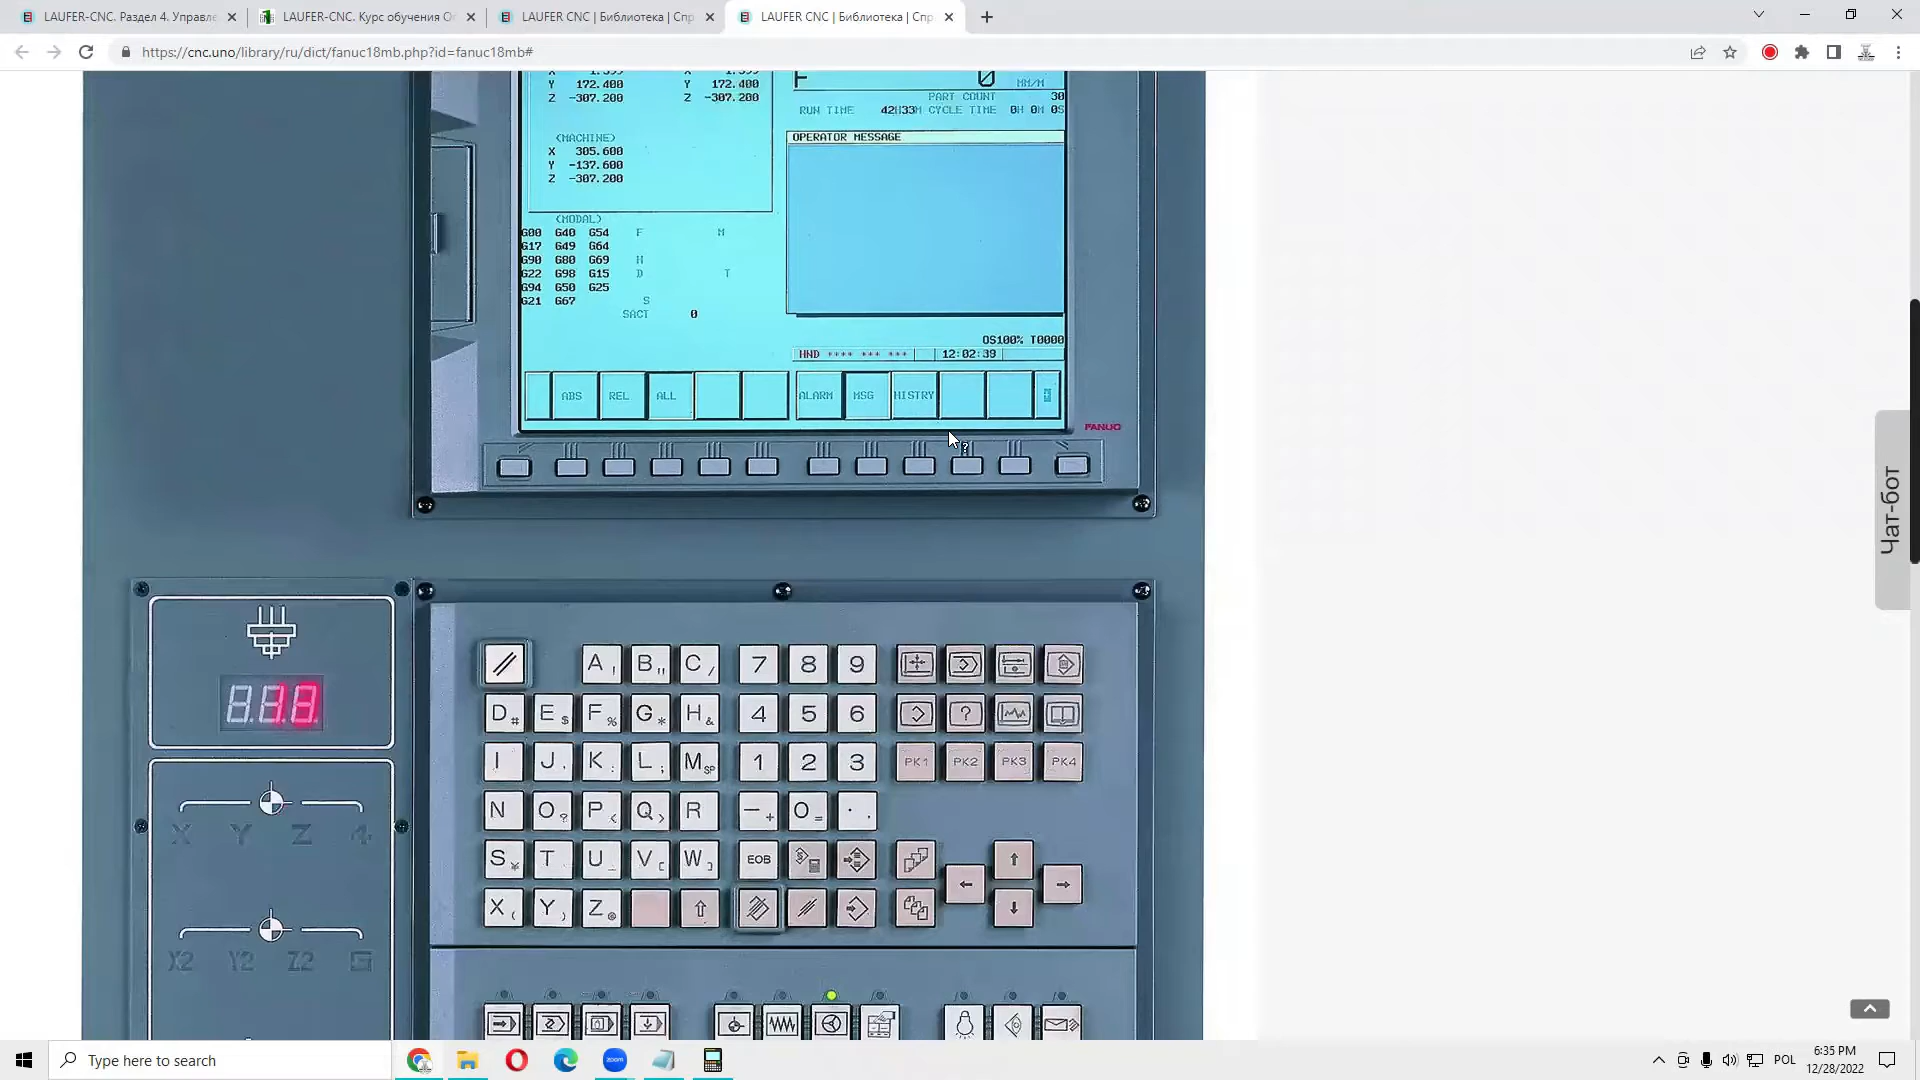 LAUFER-CNC. Раздел 4. Управле
LAUFER-CNC. Курс обучения О
LAUFER CNC | Библиотека | Спр
LAUFER CNC | Библиотека | Спр
https://cnc.uno/library/ru/dict/fanuc18mb.php?id=fanuc18mb#
Y 172.400 Y 172.400
Z -307.200 Z -307.200
F 0 MM/M
PART COUNT 30
RUN TIME 42H33M CYCLE TIME 0H 0M 0S
(MACHINE)
X 305.600
Y -137.600
Z -307.200
OPERATOR MESSAGE
(MODAL)
G00 G40 G54 F M
G17 G49 G64
G90 G80 G69 H
G22 G98 G15 D T
G94 G50 G25
G21 G67 S
SACT 0
OS100% T0000
HND **** *** *** 12:02:39
ABS REL ALL ALARM MSG HISTRY
FANUC
Чат-бот
A B C 7 8 9
D # E $ F % G * H & 4 5 6
I J , K . L ; M SP 1 2 3 PK1 PK2 PK3 PK4
N O ? P < Q > R - + 0 = .
S T U _ V [ W ] EOB
X ( Y ) Z @
X Y Z 4
X2 Y2 Z2
Type here to search
zoom
POL
6:35 PM
12/28/2022